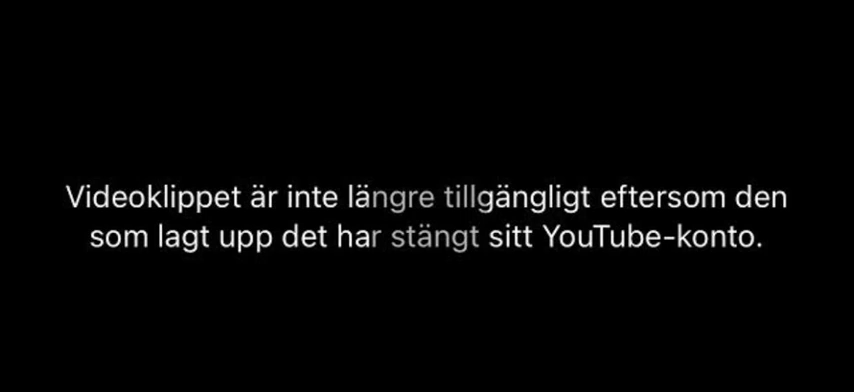 Videoklippet är inte längre tillgängligt eftersom den
som lagt upp det har stängt sitt YouTube-konto.